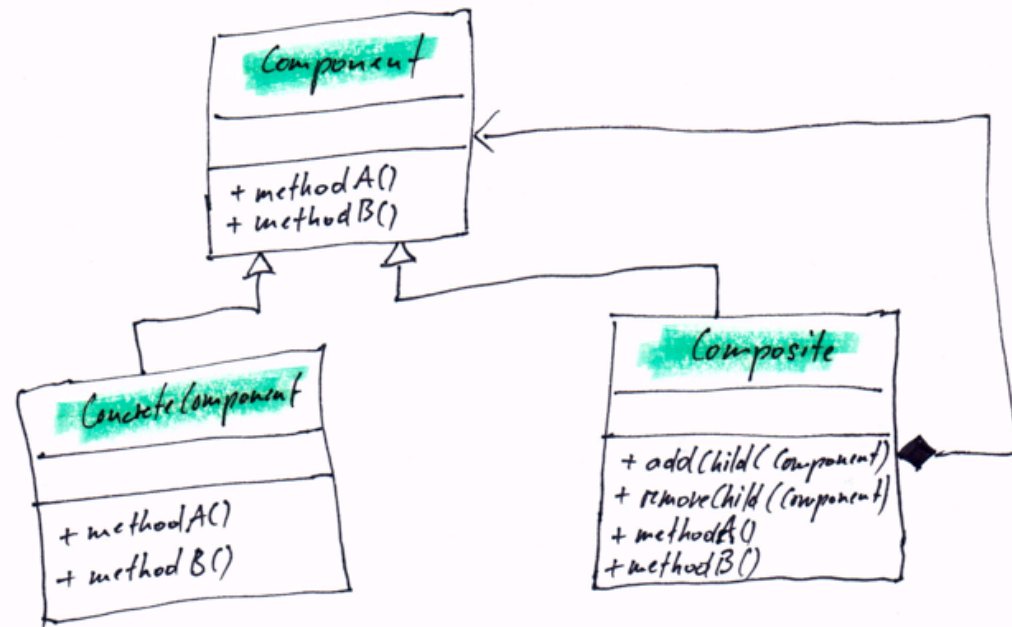 Component
+ methodA()
+ methodB()
ConcreteComponent
+ methodA()
+ methodB()
Composite
+ addChild(Component)
+ removeChild(Component)
+ methodA()
+ methodB()